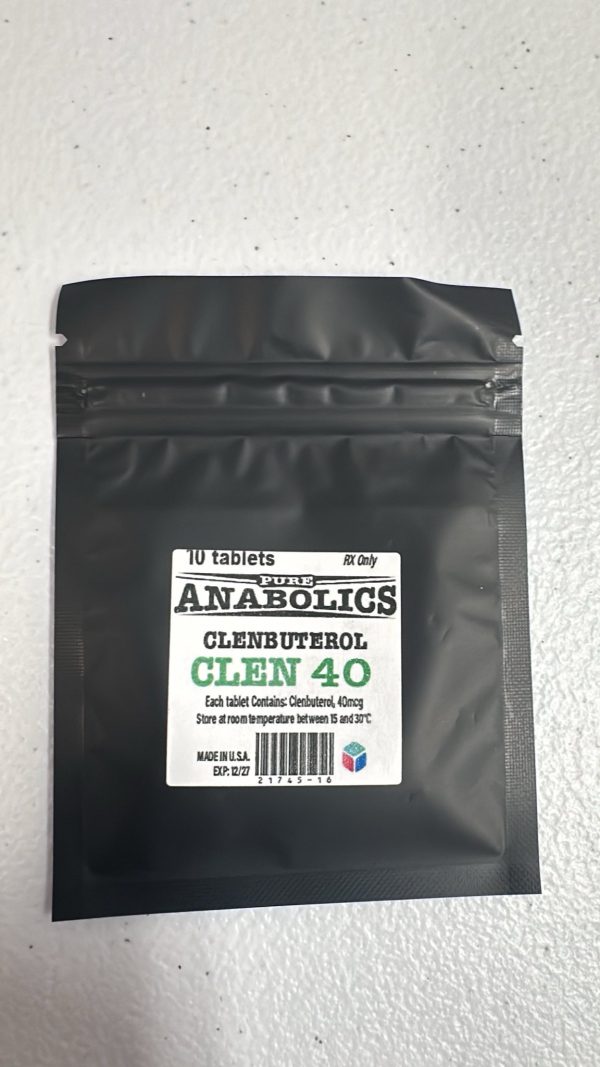 10 tablets RX Only
PURE
ANABOLICS
CLENBUTEROL
CLEN 40
Each tablet Contains: Clenbuterol, 40mcg
Store at room temperature between 15 and 30°C
MADE IN U.S.A.
EXP: 12/27
21745-16